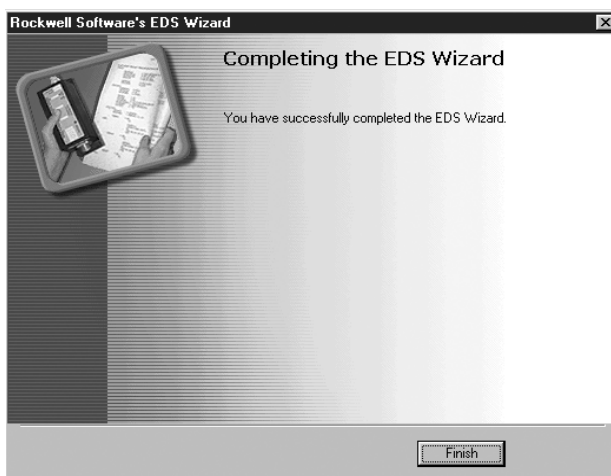 Rockwell Software's EDS Wizard
Completing the EDS Wizard
You have successfully completed the EDS Wizard.
Finish